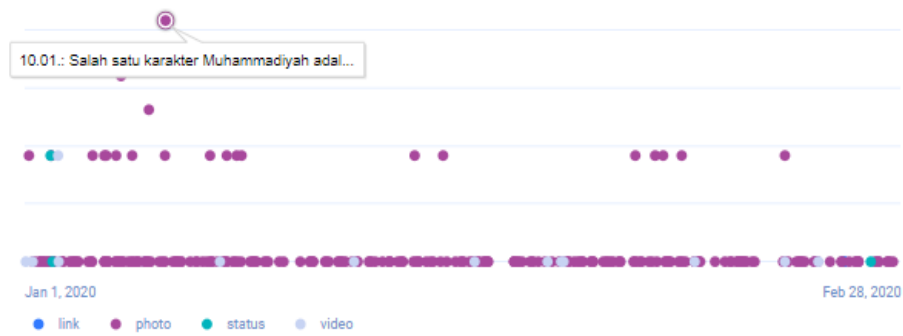 10.01.: Salah satu karakter Muhammadiyah adal...
Jan 1, 2020 Feb 28, 2020
link photo status video